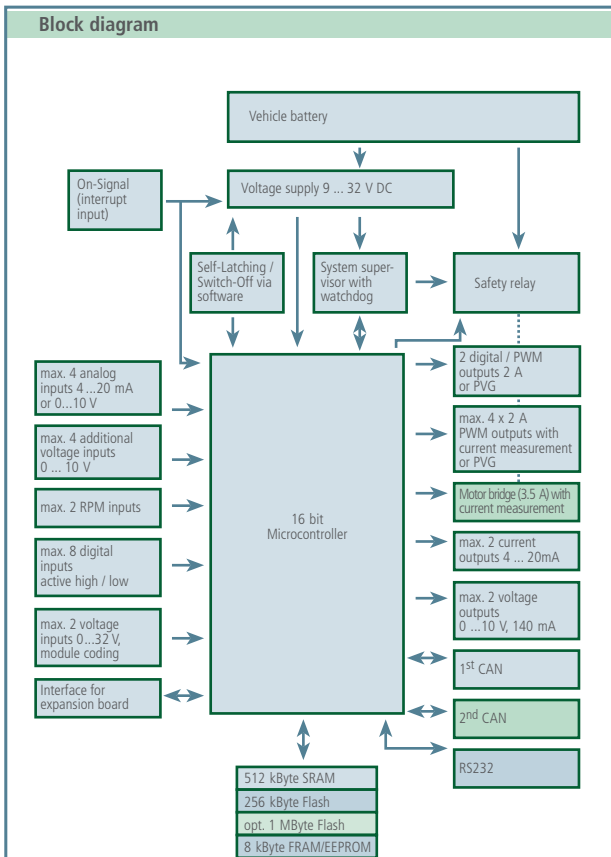 Block diagram
Vehicle battery
On-Signal
(interrupt
input)
Voltage supply 9 ... 32 V DC
Self-Latching /
Switch-Off via
software
System super-
visor with
watchdog
Safety relay
max. 4 analog
inputs 4 ...20 mA
or 0...10 V
max. 4 additional
voltage inputs
0 ... 10 V
max. 2 RPM inputs
max. 8 digital
inputs
active high / low
max. 2 voltage
inputs 0...32 V,
module coding
Interface for
expansion board
16 bit
Microcontroller
2 digital / PWM
outputs 2 A
or PVG
max. 4 x 2 A
PWM outputs with
current measurement
or PVG
Motor bridge (3.5 A) with
current measurement
max. 2 current
outputs 4 ... 20mA
max. 2 voltage
outputs
0 ...10 V, 140 mA
1st CAN
2nd CAN
RS232
512 kByte SRAM
256 kByte Flash
opt. 1 MByte Flash
8 kByte FRAM/EEPROM